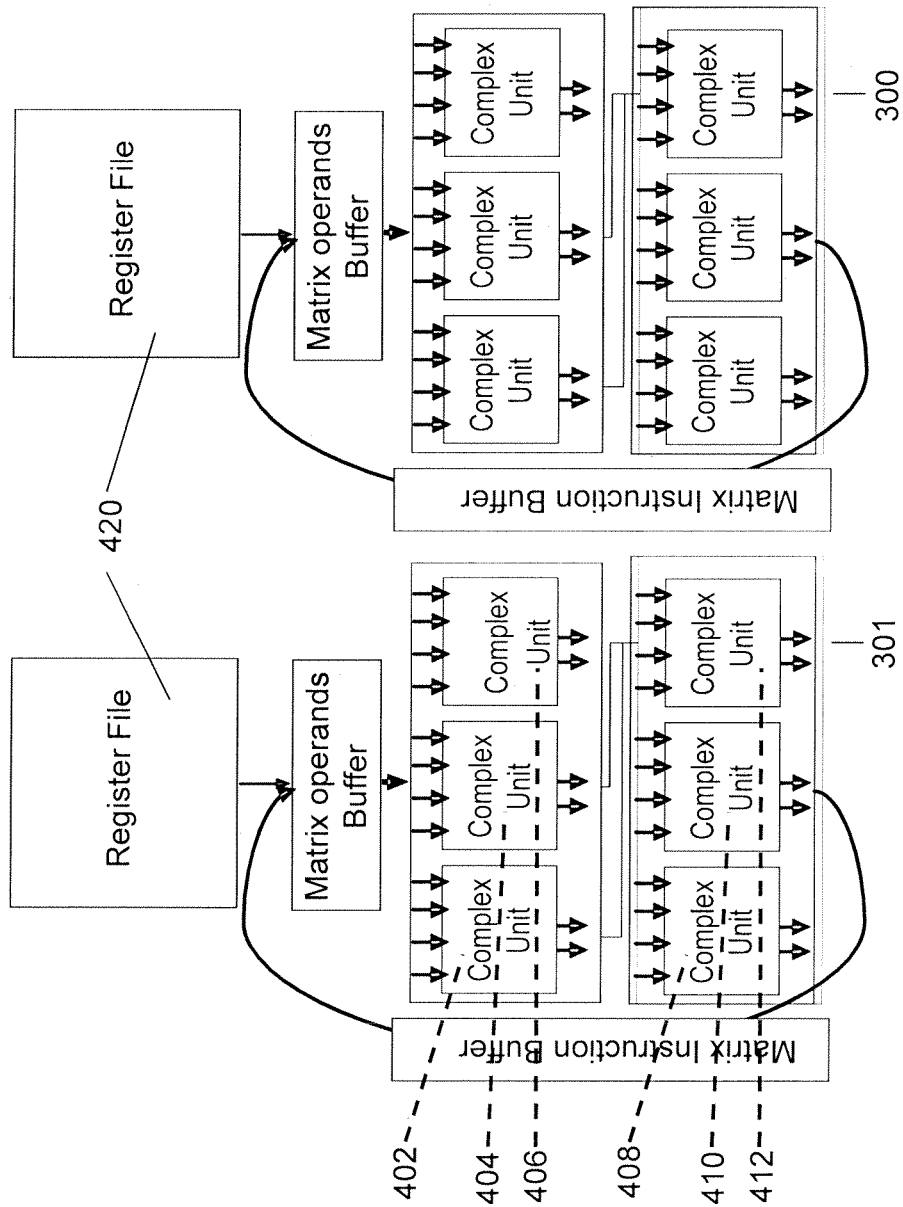 Register File
420
Register File
Matrix operands
Buffer
Matrix operands
Buffer
Matrix Instruction Buffer
Complex
Unit
Complex
Unit
Complex
Unit
Complex
Unit
Complex
Unit
Complex
Unit
Matrix Instruction Buffer
Complex
Unit
Complex
Unit
Complex
Unit
Complex
Unit
Complex
Unit
Complex
Unit
402
404
406
408
410
412
301
300